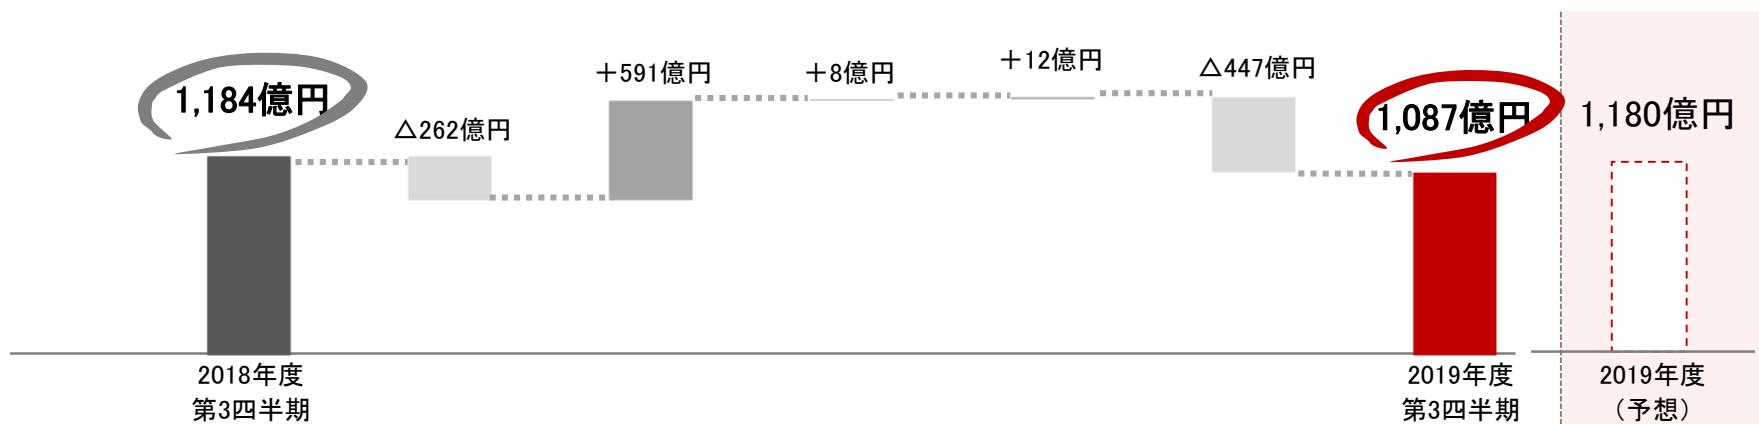 1,184億円
△262億円
＋591億円
＋8億円
＋12億円
△447億円
1,087億円
1,180億円
2018年度
第3四半期
2019年度
第3四半期
2019年度
（予想）